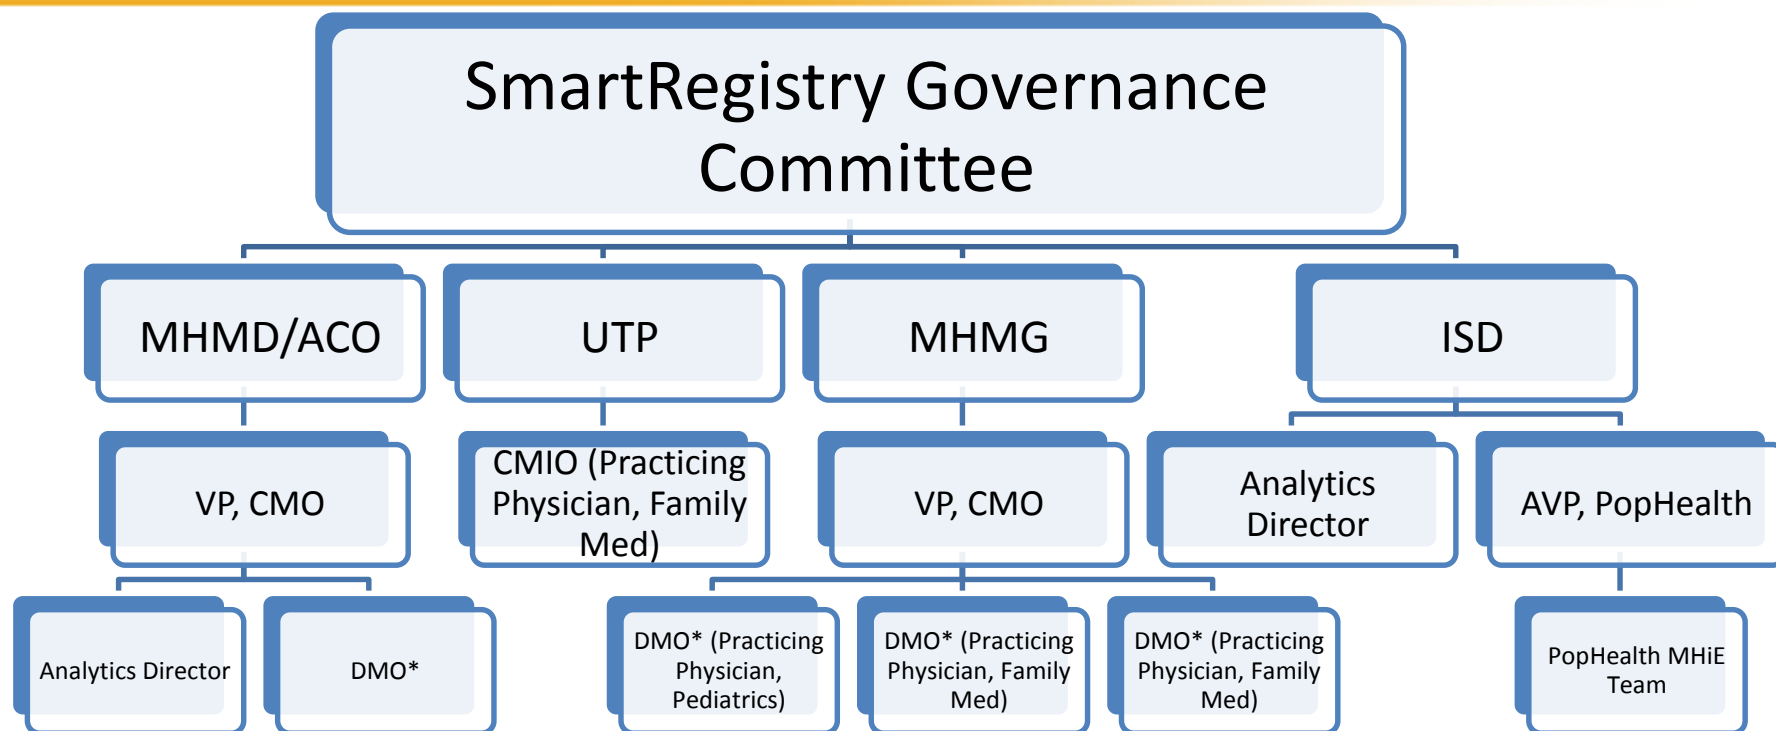 SmartRegistry Governance
Committee
MHMD/ACO
UTP
MHMG
ISD
VP, CMO
CMIO (Practicing
Physician, Family
Med)
VP, CMO
Analytics
Director
AVP, PopHealth
Analytics Director
DMO*
DMO* (Practicing
Physician,
Pediatrics)
DMO* (Practicing
Physician, Family
Med)
DMO* (Practicing
Physician, Family
Med)
PopHealth MHiE
Team